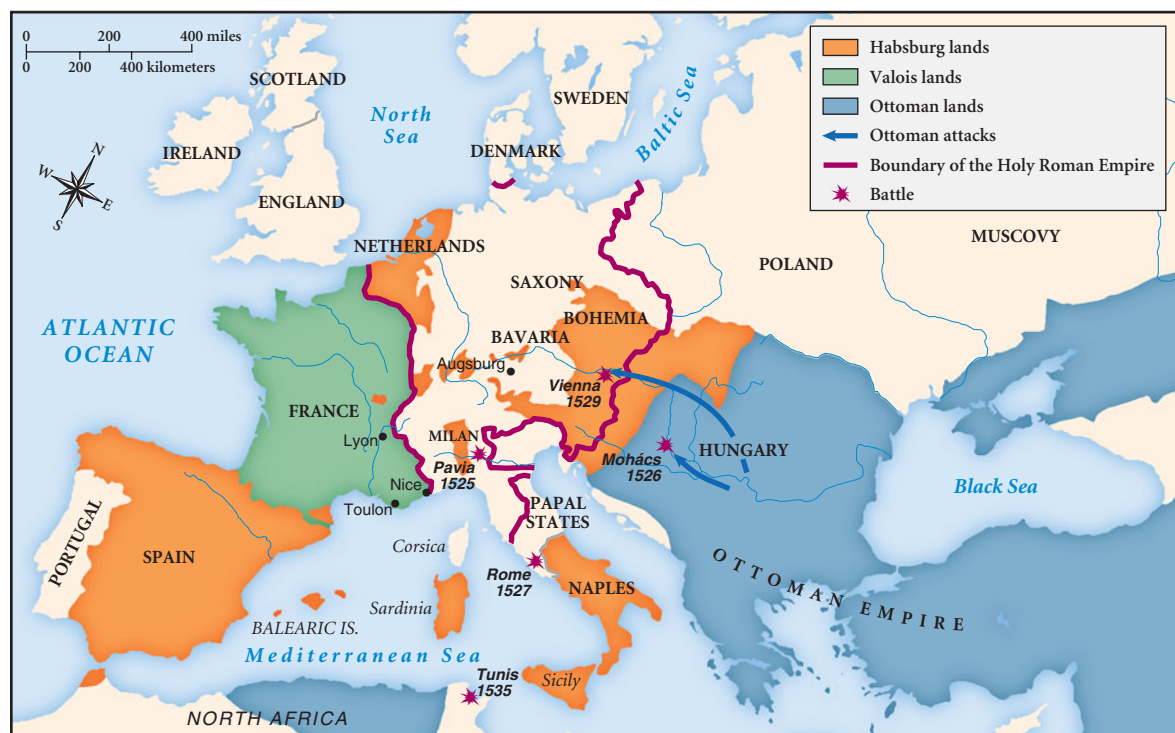 0 200 400 miles
0 200 400 kilometers
N
W
E
S
Habsburg lands
Valois lands
Ottoman lands
Ottoman attacks
Boundary of the Holy Roman Empire
Battle
SCOTLAND
North
Sea
SWEDEN
Baltic Sea
IRELAND
DENMARK
ENGLAND
NETHERLANDS
MUSCOVY
POLAND
SAXONY
ATLANTIC
OCEAN
BOHEMIA
BAVARIA
Augsburg
Vienna
1529
FRANCE
Lyon
MILAN
Pavia
1525
HUNGARY
Mohács
1526
Nice
Toulon
PAPAL
STATES
Black Sea
PORTUGAL
SPAIN
Corsica
Rome
1527
NAPLES
OTTOMAN EMPIRE
Sardinia
BALEARIC IS.
Mediterranean Sea
Tunis
1535
Sicily
NORTH AFRICA